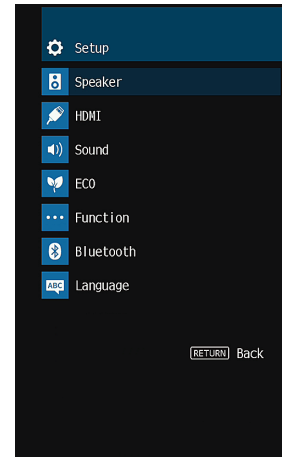 Setup
Speaker
HDMI
Sound
ECO
Function
Bluetooth
ABC Language
RETURN Back